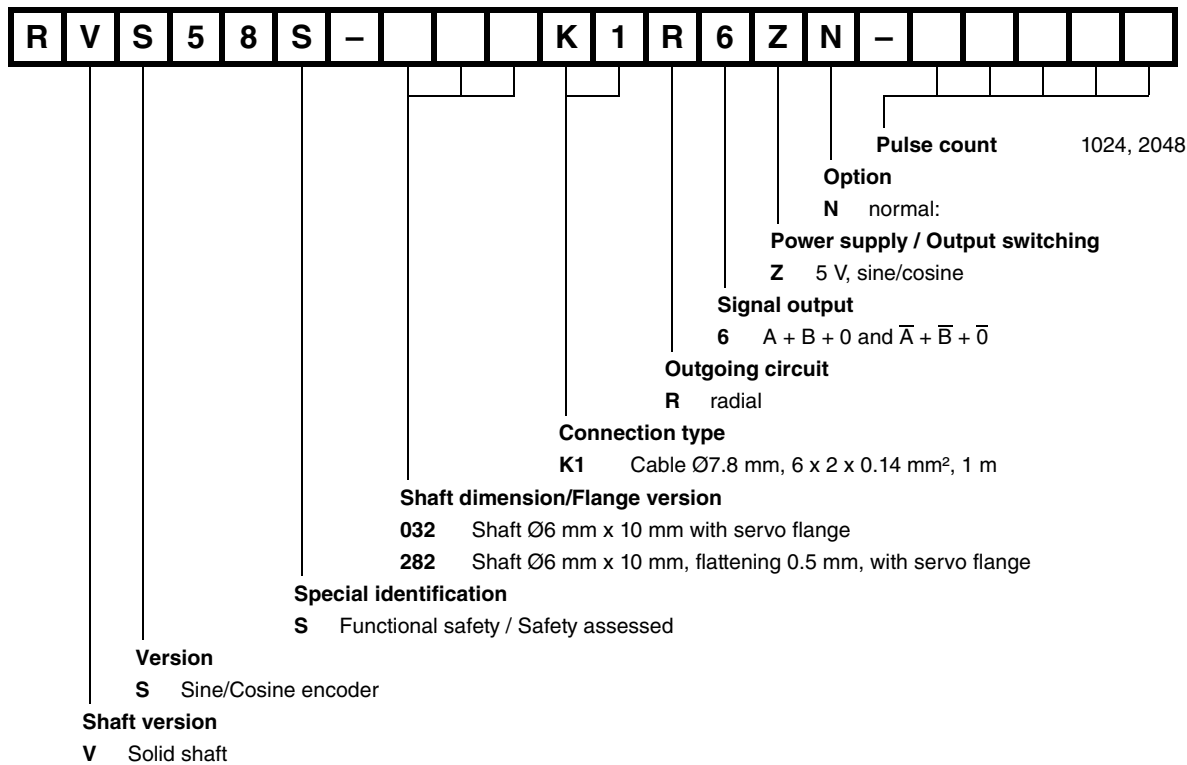 R V S 5 8 S – K 1 R 6 Z N –
Pulse count 1024, 2048
Option
N normal:
Power supply / Output switching
Z 5 V, sine/cosine
Signal output
6 A + B + 0 and A̅ + B̅ + 0̅
Outgoing circuit
R radial
Connection type
K1 Cable Ø7.8 mm, 6 x 2 x 0.14 mm², 1 m
Shaft dimension/Flange version
032 Shaft Ø6 mm x 10 mm with servo flange
282 Shaft Ø6 mm x 10 mm, flattening 0.5 mm, with servo flange
Special identification
S Functional safety / Safety assessed
Version
S Sine/Cosine encoder
Shaft version
V Solid shaft